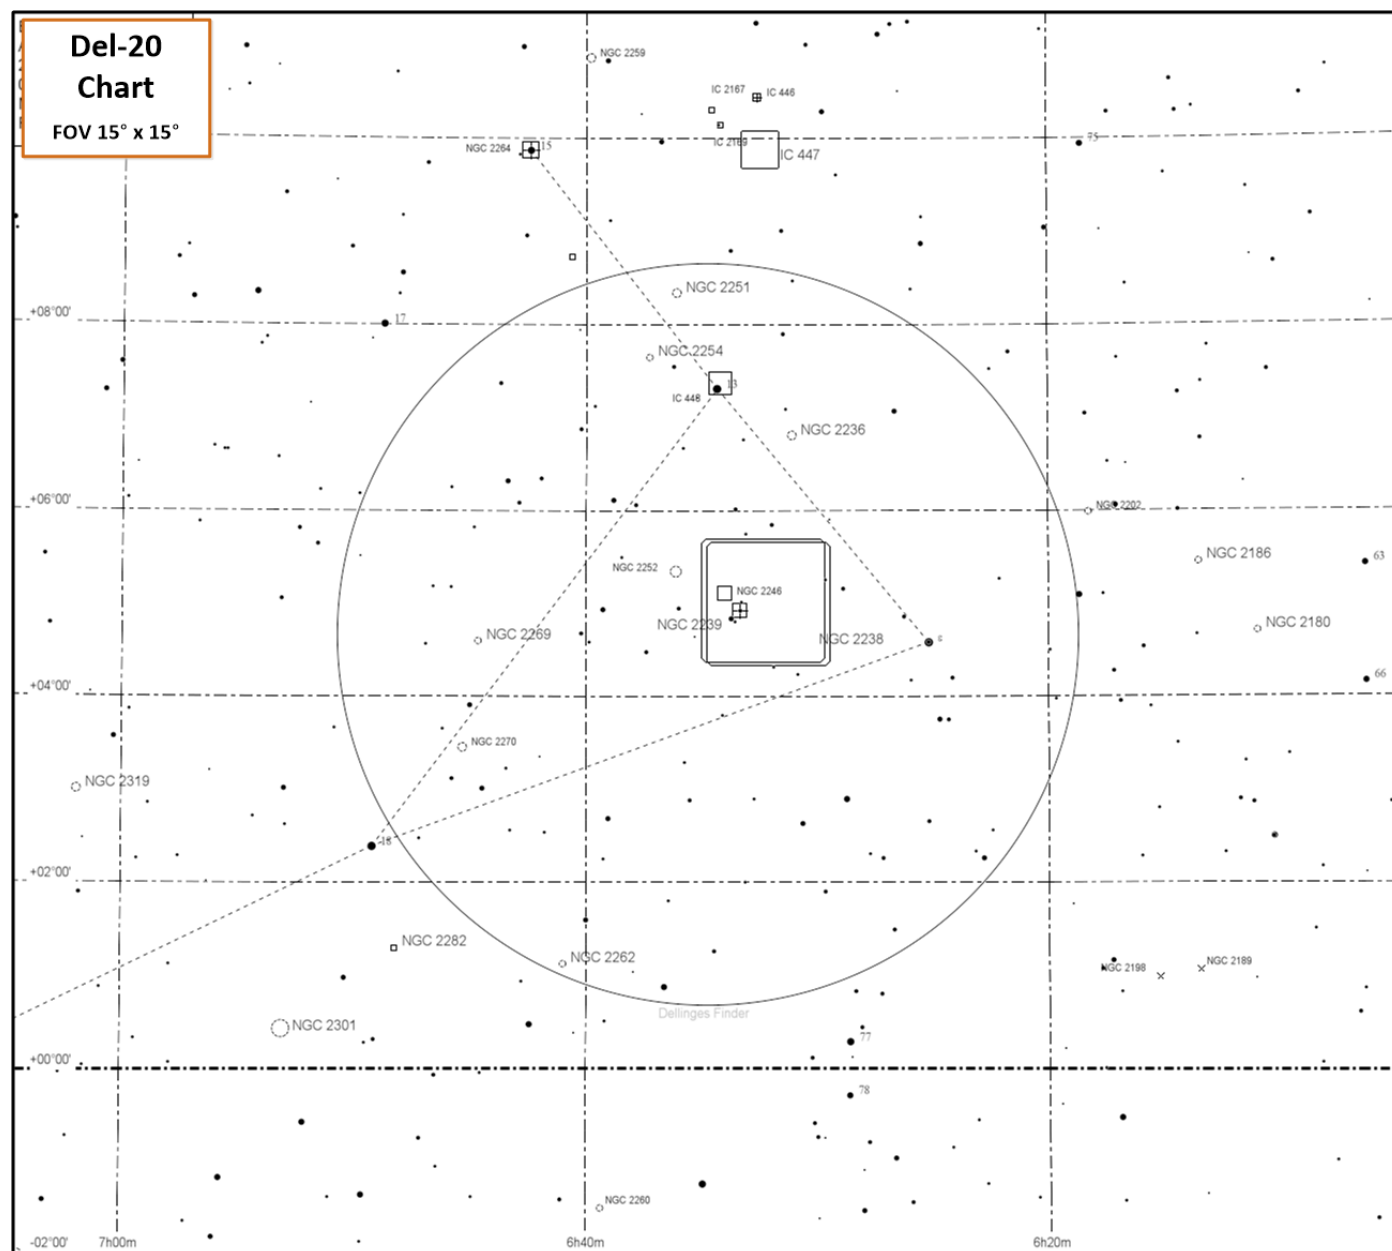 Del-20
Chart
FOV 15° x 15°
NGC 2259
IC 2167
IC 446
NGC 2264
15
IC 2169
IC 447
75
NGC 2251
+08°00'
17
NGC 2254
13
IC 448
NGC 2236
+06°00'
NGC 2202
NGC 2186
63
NGC 2252
NGC 2246
NGC 2239
NGC 2238
NGC 2269
NGC 2180
+04°00'
66
NGC 2270
NGC 2319
18
+02°00'
NGC 2282
NGC 2262
NGC 2198
NGC 2189
Dellinges Finder
NGC 2301
77
+00°00'
78
NGC 2260
-02°00'
7h00m
6h40m
6h20m